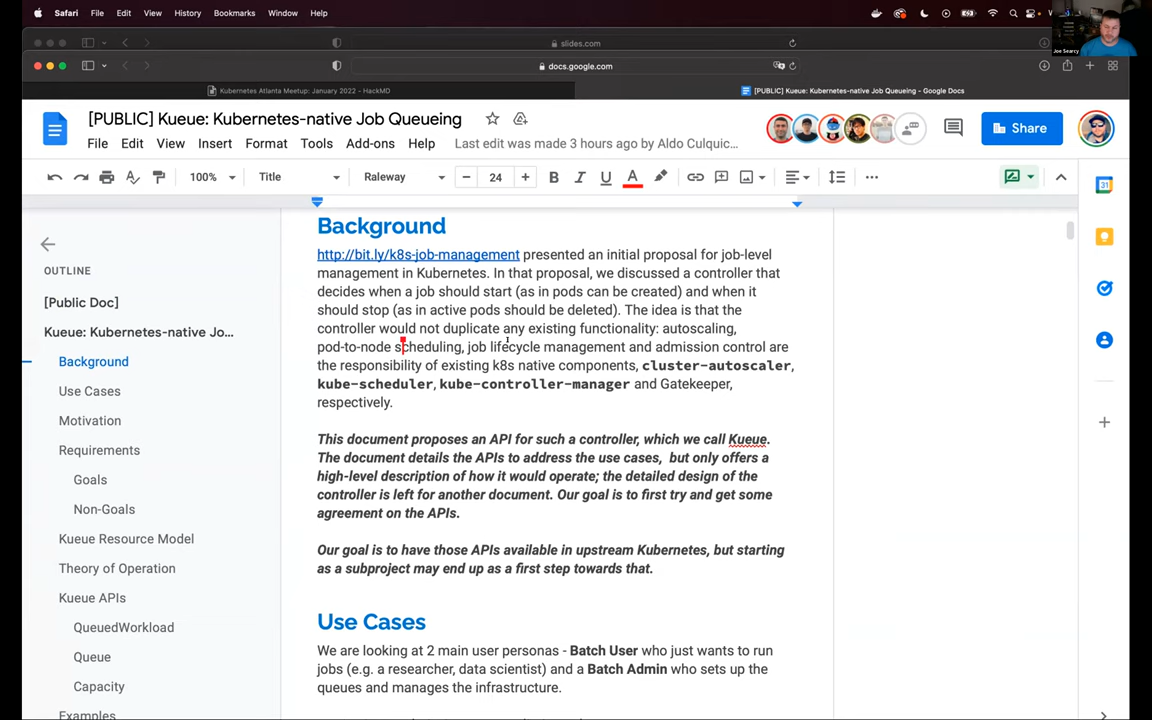 Safari File Edit View History Bookmarks Window Help
Joe Searcy
slides.com
docs.google.com
Kubernetes Atlanta Meetup: January 2022 - HackMD
[PUBLIC] Kueue: Kubernetes-native Job Queueing - Google Docs
[PUBLIC] Kueue: Kubernetes-native Job Queueing
Share
File Edit View Insert Format Tools Add-ons Help Last edit was made 3 hours ago by Aldo Culquic...
100% Title Raleway 24 B I U A
31
OUTLINE
[Public Doc]
Kueue: Kubernetes-native Jo...
Background
Use Cases
Motivation
Requirements
Goals
Non-Goals
Kueue Resource Model
Theory of Operation
Kueue APIs
QueuedWorkload
Queue
Capacity
Examples
Background
http://bit.ly/k8s-job-management presented an initial proposal for job-level
management in Kubernetes. In that proposal, we discussed a controller that
decides when a job should start (as in pods can be created) and when it
should stop (as in active pods should be deleted). The idea is that the
controller would not duplicate any existing functionality: autoscaling,
pod-to-node scheduling, job lifecycle management and admission control are
the responsibility of existing k8s native components, cluster-autoscaler,
kube-scheduler, kube-controller-manager and Gatekeeper,
respectively.
This document proposes an API for such a controller, which we call Kueue.
The document details the APIs to address the use cases, but only offers a
high-level description of how it would operate; the detailed design of the
controller is left for another document. Our goal is to first try and get some
agreement on the APIs.
Our goal is to have those APIs available in upstream Kubernetes, but starting
as a subproject may end up as a first step towards that.
Use Cases
We are looking at 2 main user personas - Batch User who just wants to run
jobs (e.g. a researcher, data scientist) and a Batch Admin who sets up the
queues and manages the infrastructure.